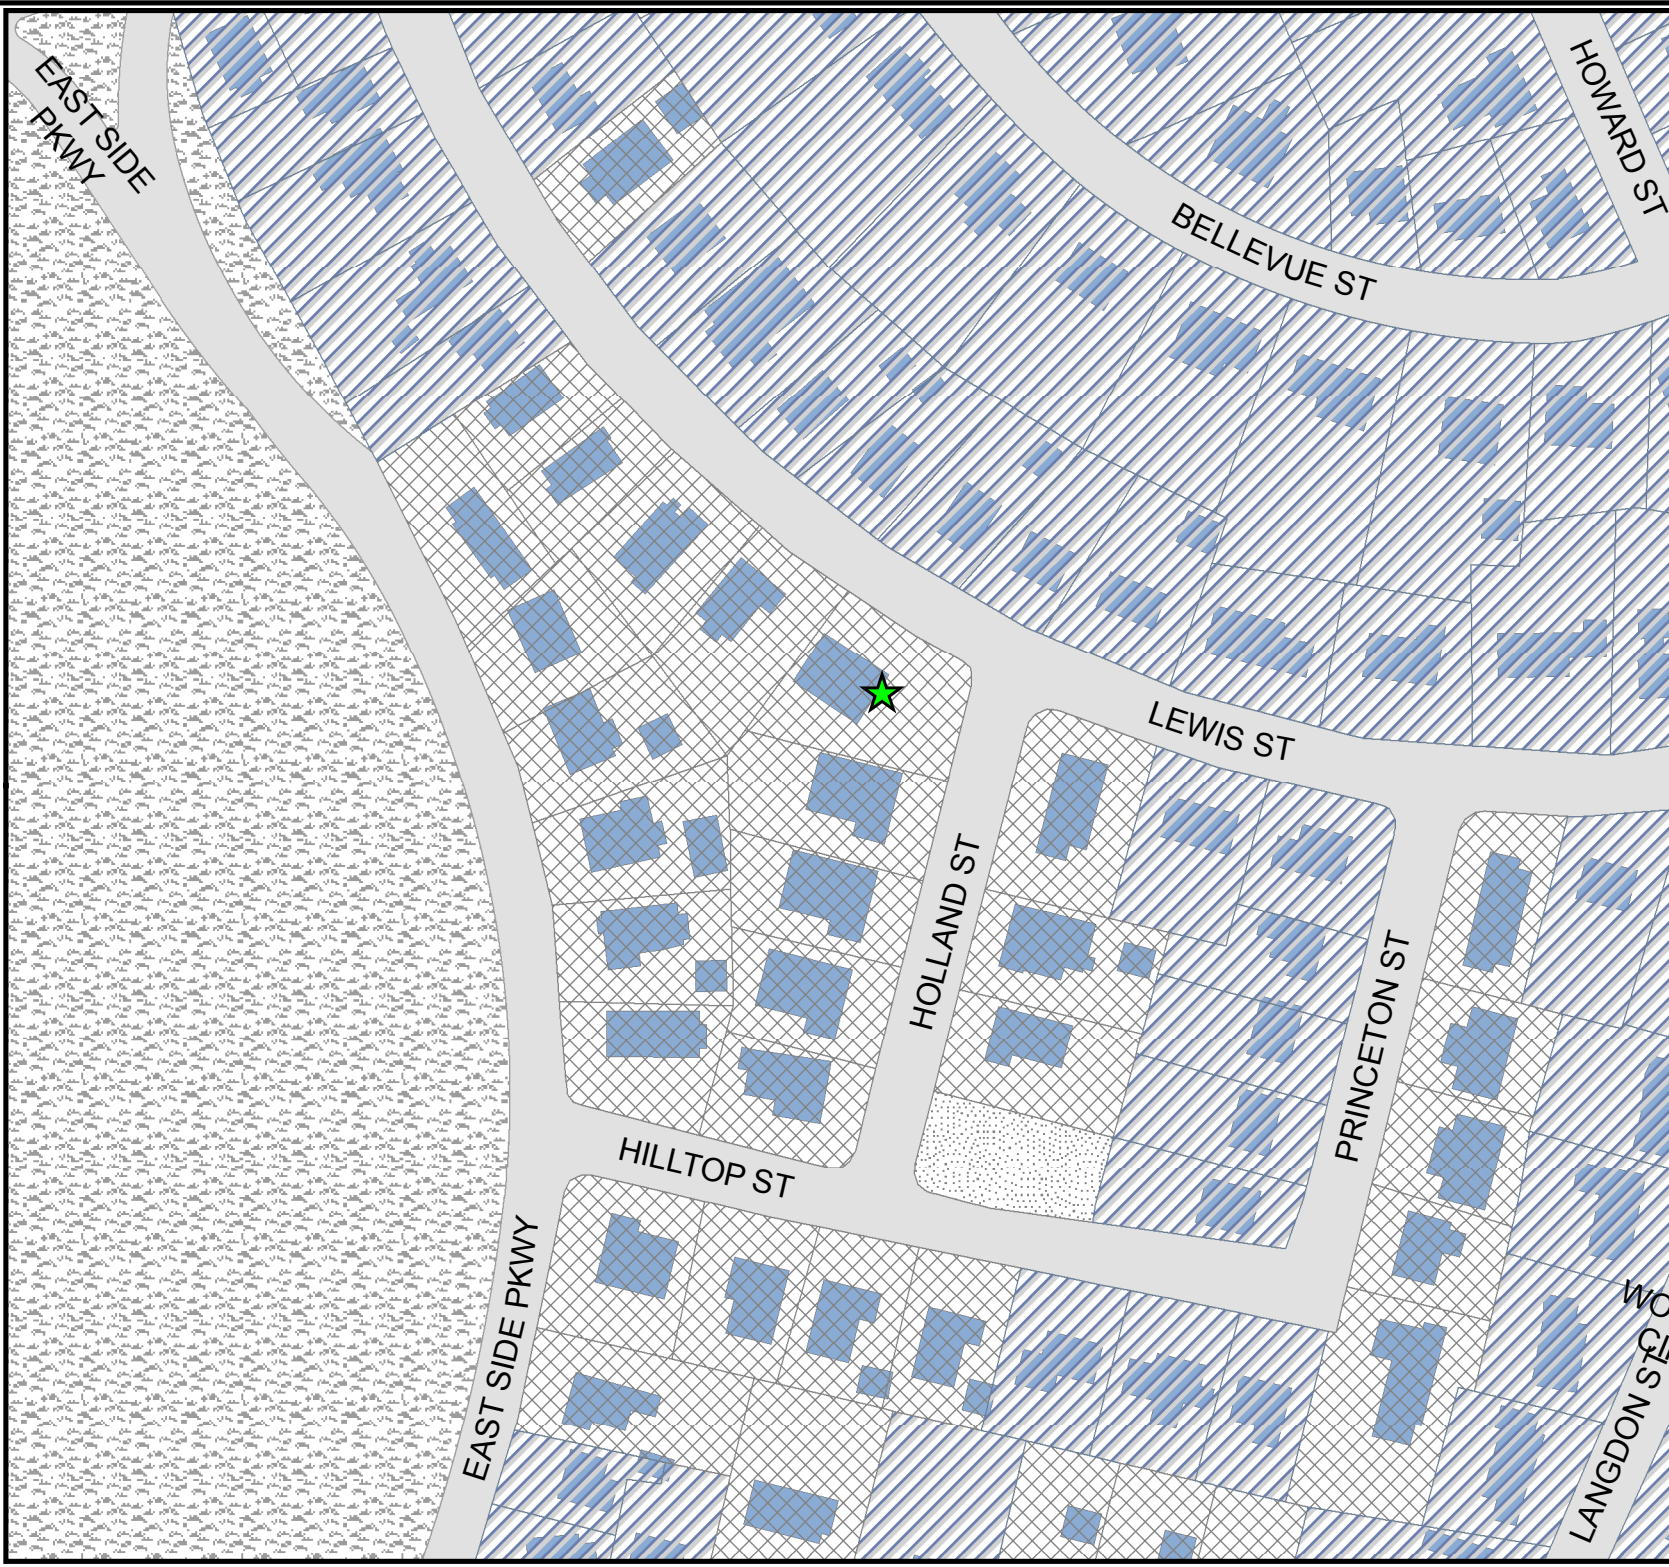 EAST SIDE
PKWY
HOWARD ST
BELLEVUE ST
LEWIS ST
HOLLAND ST
PRINCETON ST
HILLTOP ST
EAST SIDE PKWY
LANGDON ST